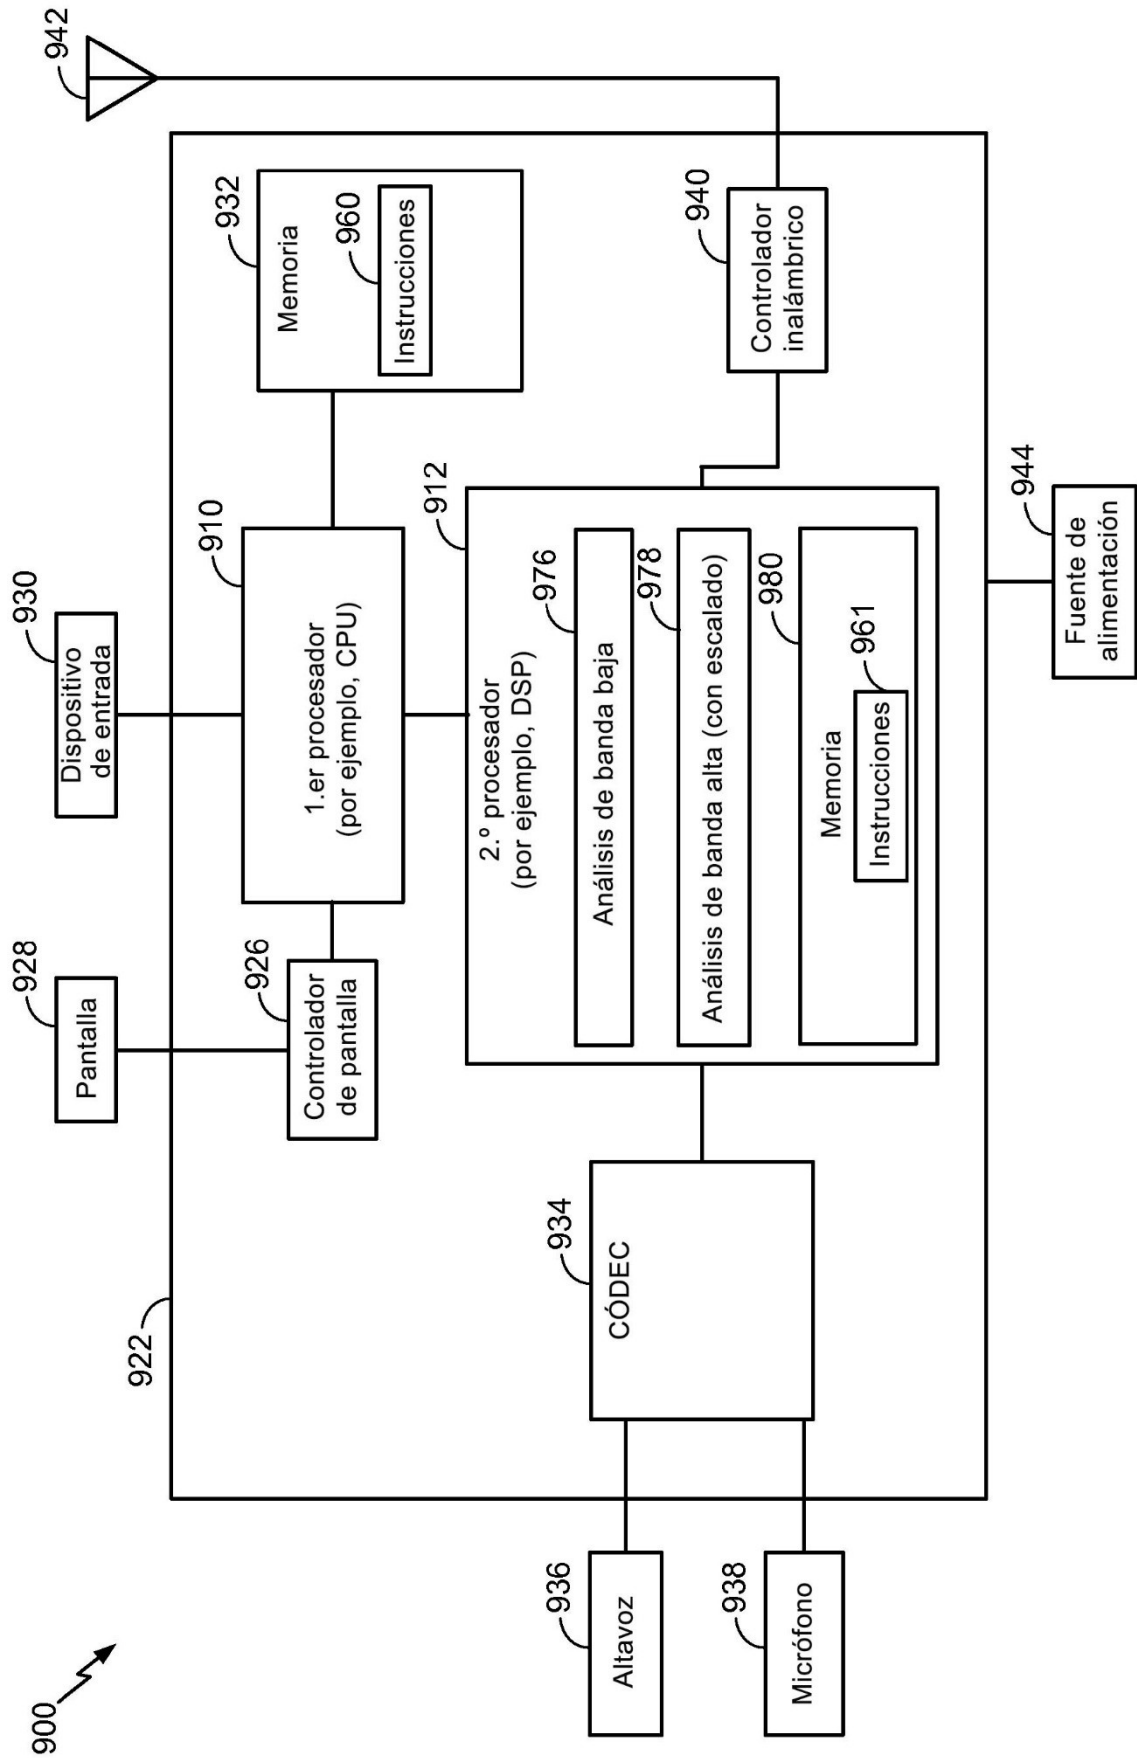 900
928
Pantalla
930
Dispositivo
de entrada
942
922
926
Controlador
de pantalla
910
1.er procesador
(por ejemplo, CPU)
932
Memoria
960
Instrucciones
912
2.º procesador
(por ejemplo, DSP)
976
Análisis de banda baja
978
Análisis de banda alta (con escalado)
980
Memoria
961
Instrucciones
934
CÓDEC
936
Altavoz
938
Micrófono
940
Controlador
inalámbrico
944
Fuente de
alimentación